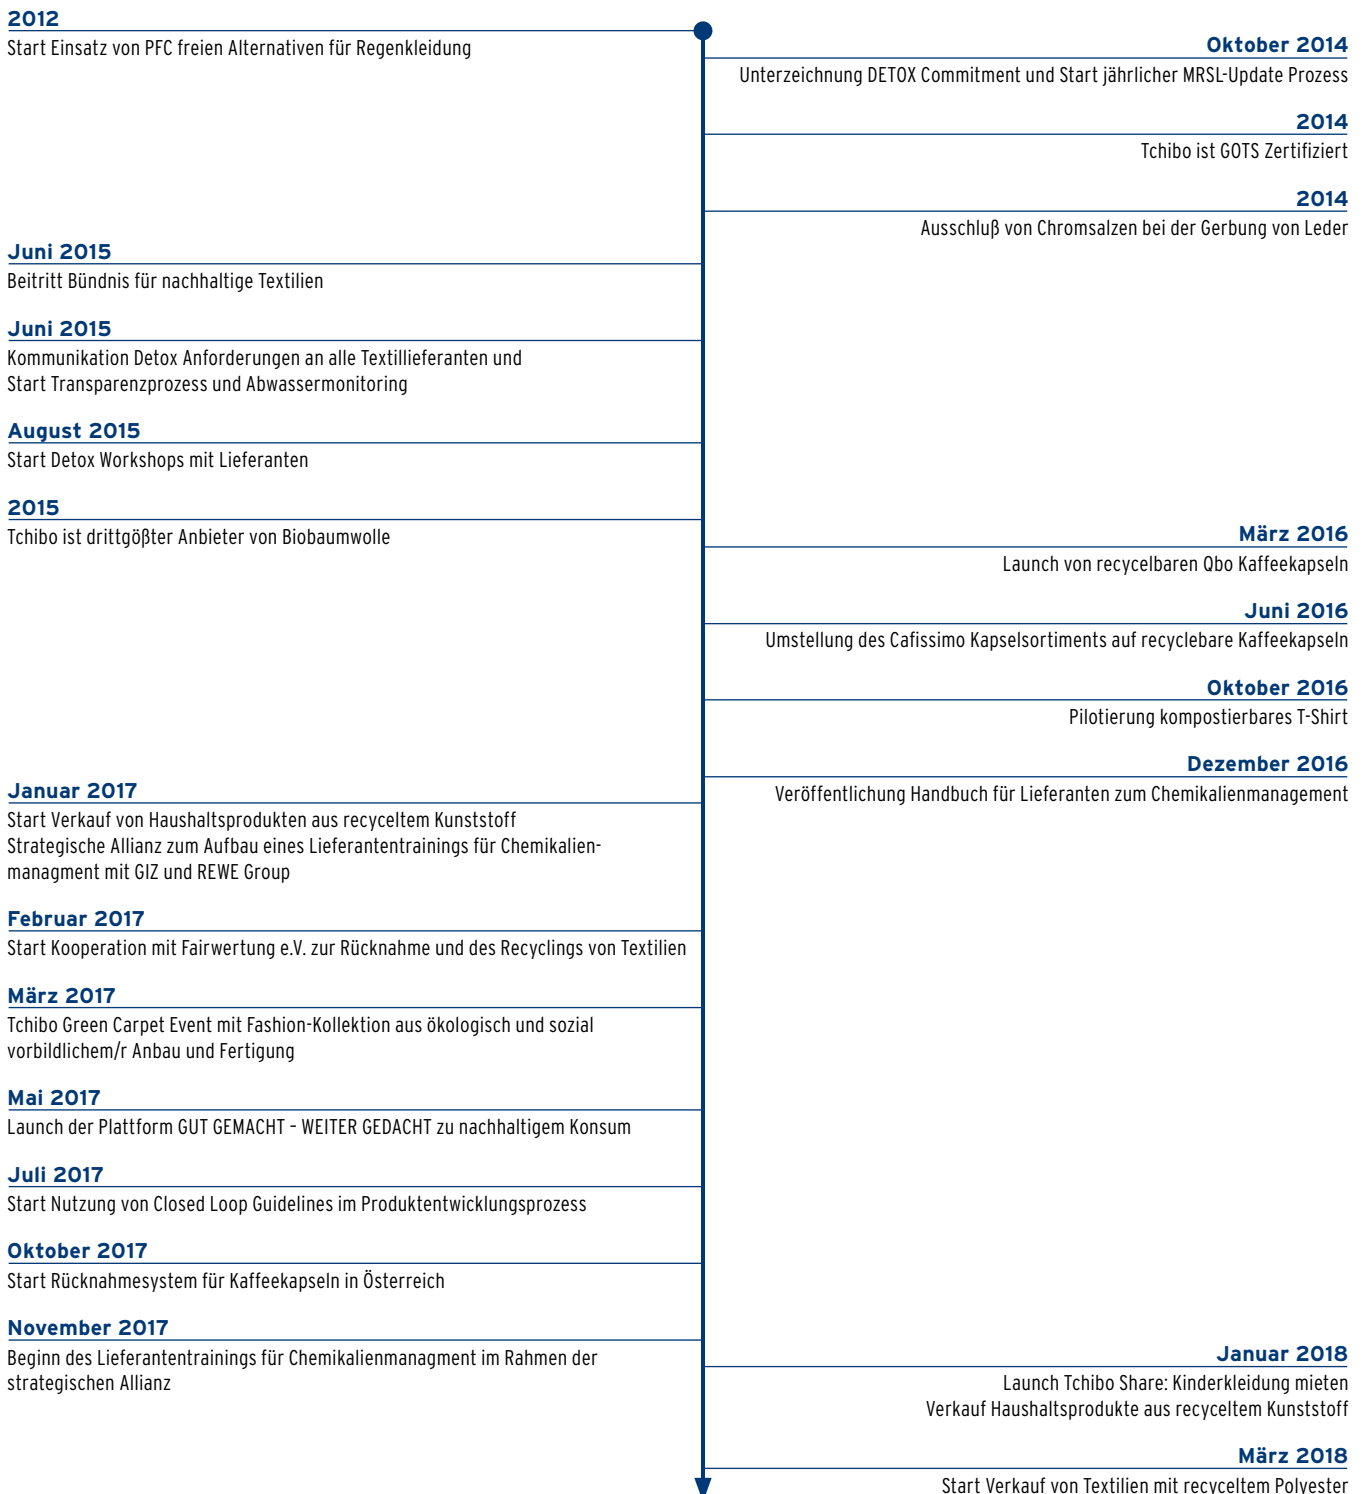 2012
Start Einsatz von PFC freien Alternativen für Regenkleidung
Oktober 2014
Unterzeichnung DETOX Commitment und Start jährlicher MRSL-Update Prozess
2014
Tchibo ist GOTS Zertifiziert
2014
Ausschluß von Chromsalzen bei der Gerbung von Leder
Juni 2015
Beitritt Bündnis für nachhaltige Textilien
Juni 2015
Kommunikation Detox Anforderungen an alle Textillieferanten und
Start Transparenzprozess und Abwassermonitoring
August 2015
Start Detox Workshops mit Lieferanten
2015
Tchibo ist drittgößter Anbieter von Biobaumwolle
März 2016
Launch von recycelbaren Qbo Kaffeekapseln
Juni 2016
Umstellung des Cafissimo Kapselsortiments auf recyclebare Kaffeekapseln
Oktober 2016
Pilotierung kompostierbares T-Shirt
Dezember 2016
Veröffentlichung Handbuch für Lieferanten zum Chemikalienmanagement
Januar 2017
Start Verkauf von Haushaltsprodukten aus recyceltem Kunststoff
Strategische Allianz zum Aufbau eines Lieferantentrainings für Chemikalien-
managment mit GIZ und REWE Group
Februar 2017
Start Kooperation mit Fairwertung e.V. zur Rücknahme und des Recyclings von Textilien
März 2017
Tchibo Green Carpet Event mit Fashion-Kollektion aus ökologisch und sozial
vorbildlichem/r Anbau und Fertigung
Mai 2017
Launch der Plattform GUT GEMACHT – WEITER GEDACHT zu nachhaltigem Konsum
Juli 2017
Start Nutzung von Closed Loop Guidelines im Produktentwicklungsprozess
Oktober 2017
Start Rücknahmesystem für Kaffeekapseln in Österreich
November 2017
Beginn des Lieferantentrainings für Chemikalienmanagment im Rahmen der
strategischen Allianz
Januar 2018
Launch Tchibo Share: Kinderkleidung mieten
Verkauf Haushaltsprodukte aus recyceltem Kunststoff
März 2018
Start Verkauf von Textilien mit recyceltem Polyester